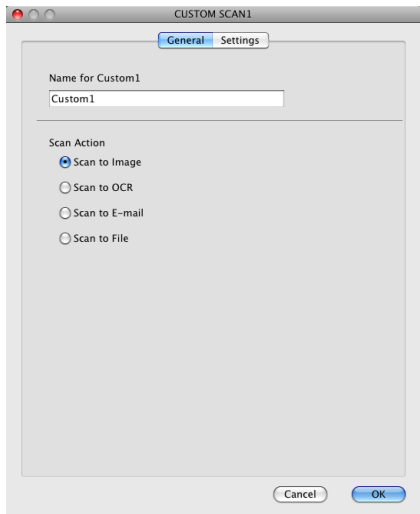 CUSTOM SCAN1
General Settings
Name for Custom1
Custom1
Scan Action
Scan to Image
Scan to OCR
Scan to E-mail
Scan to File
Cancel OK